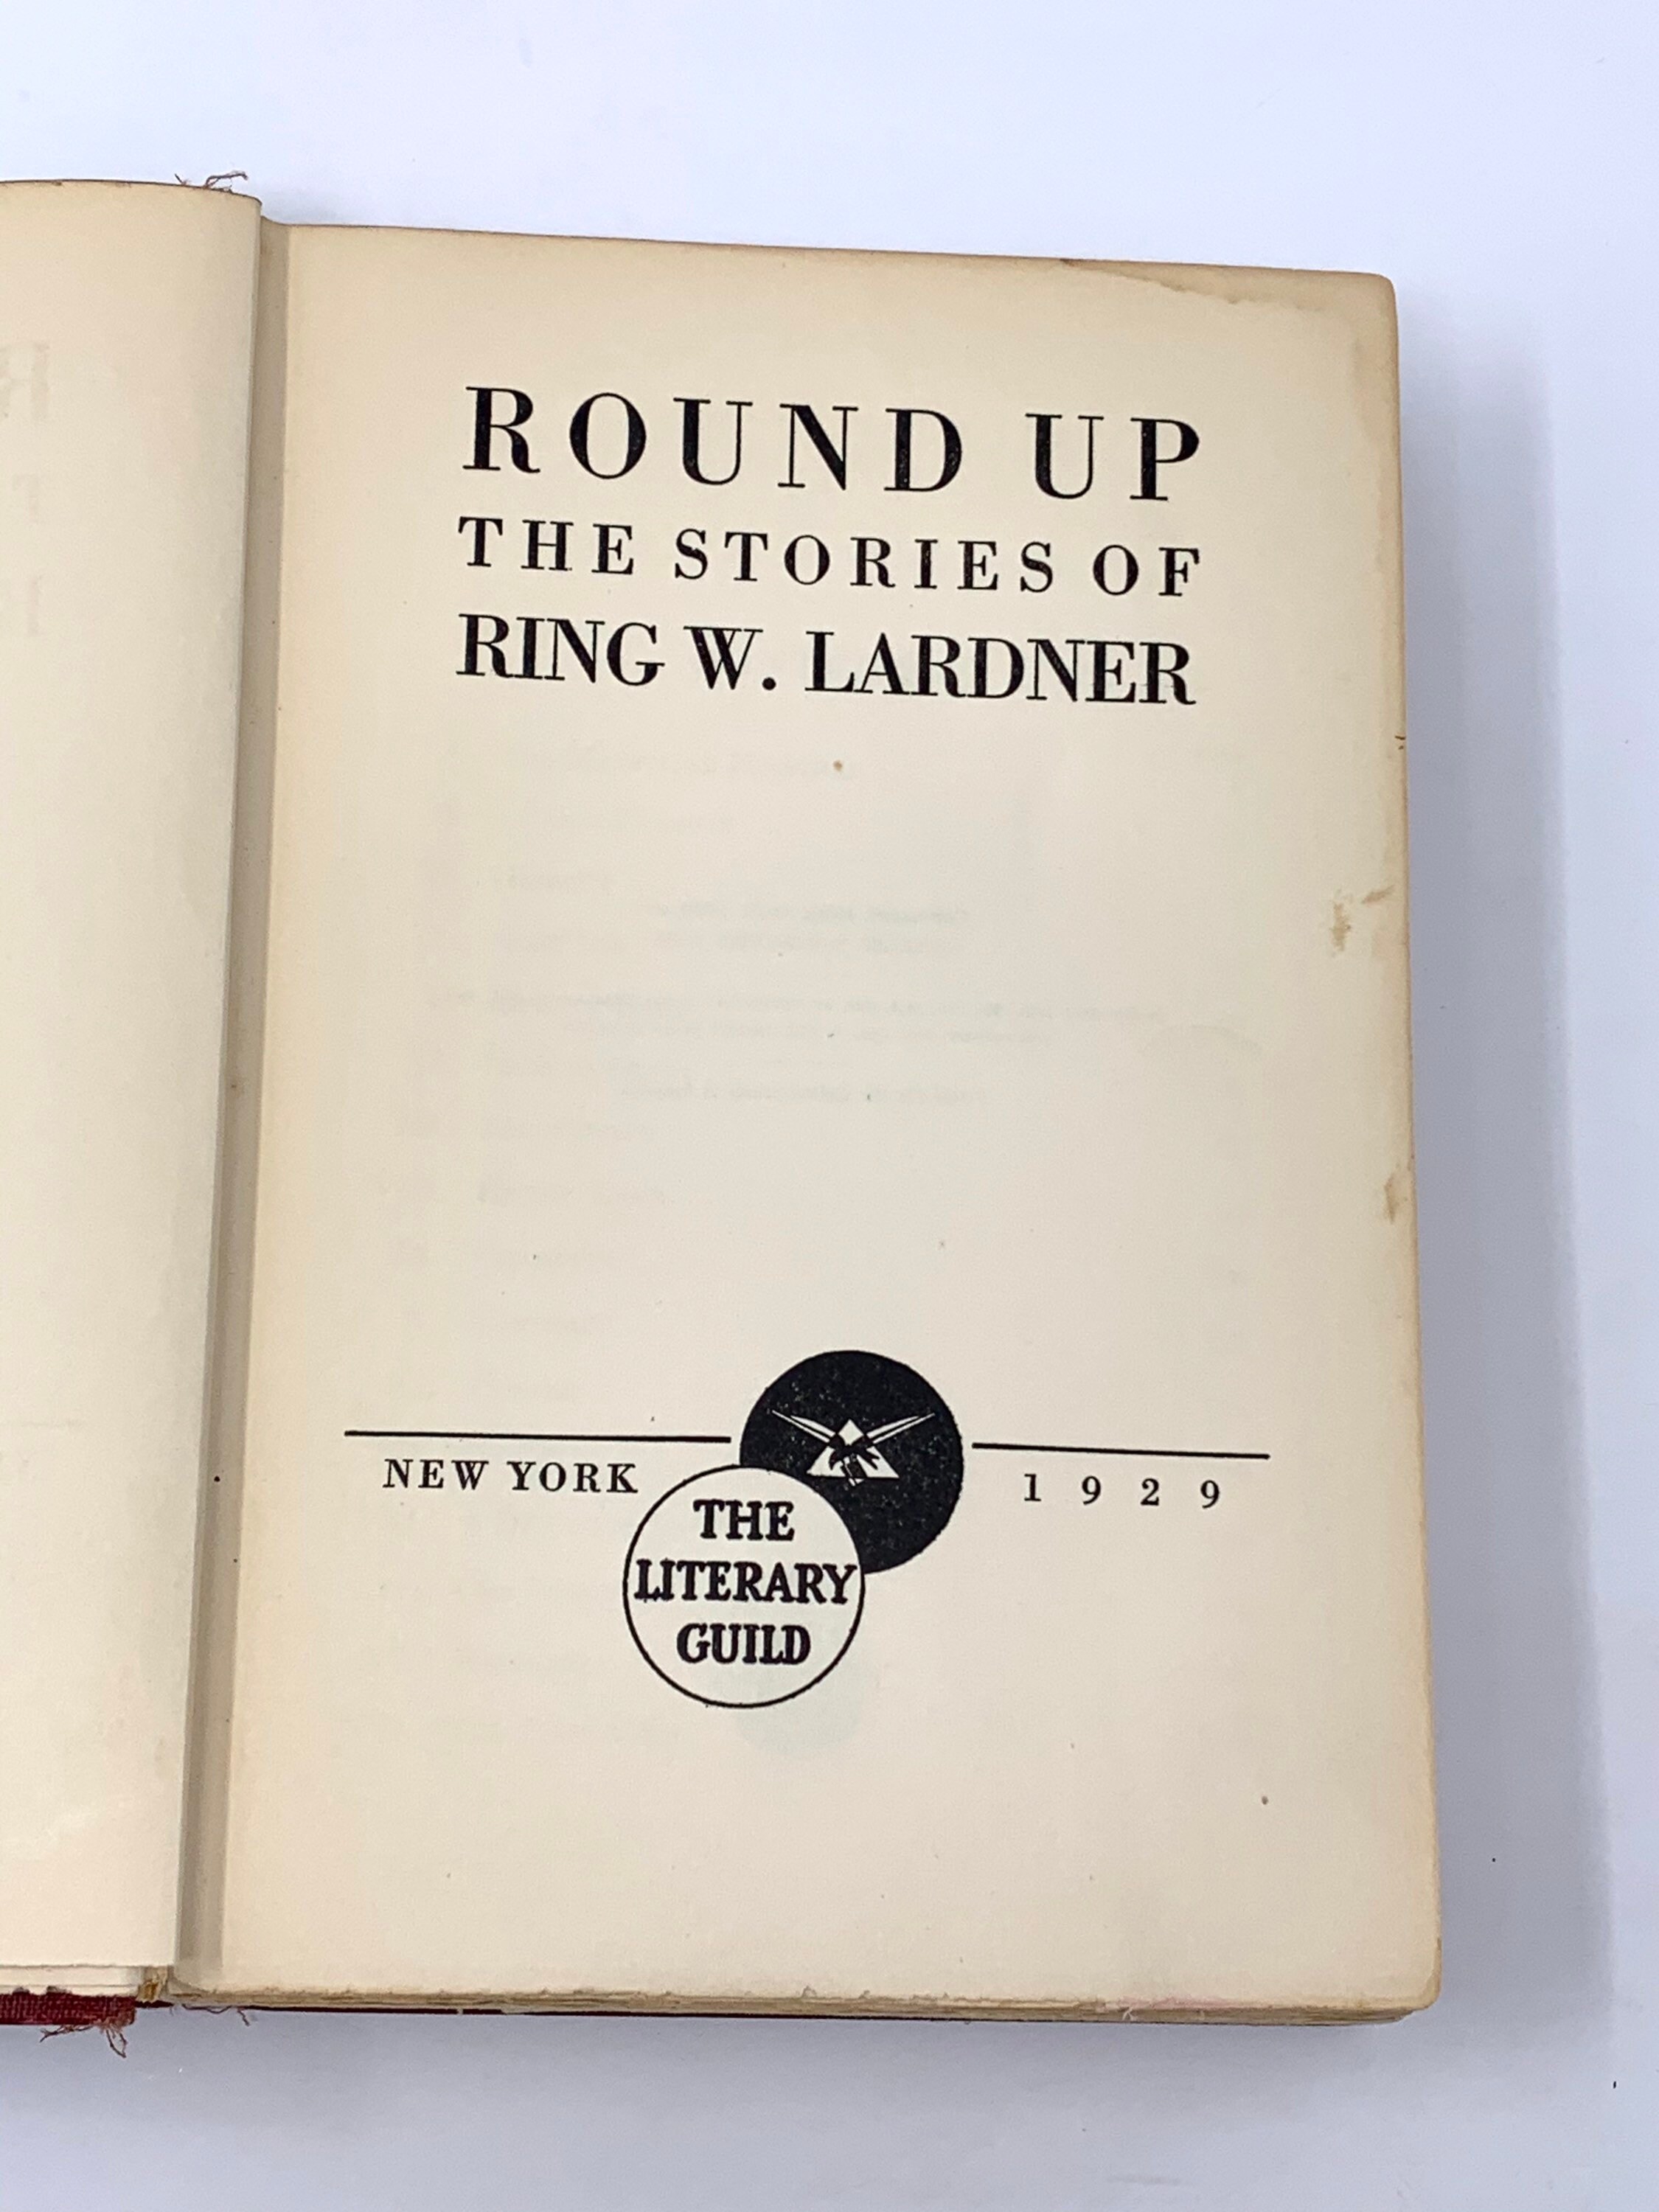 ROUND UP
THE STORIES OF
RING W. LARDNER
NEW YORK
1929
THE
LITERARY
GUILD